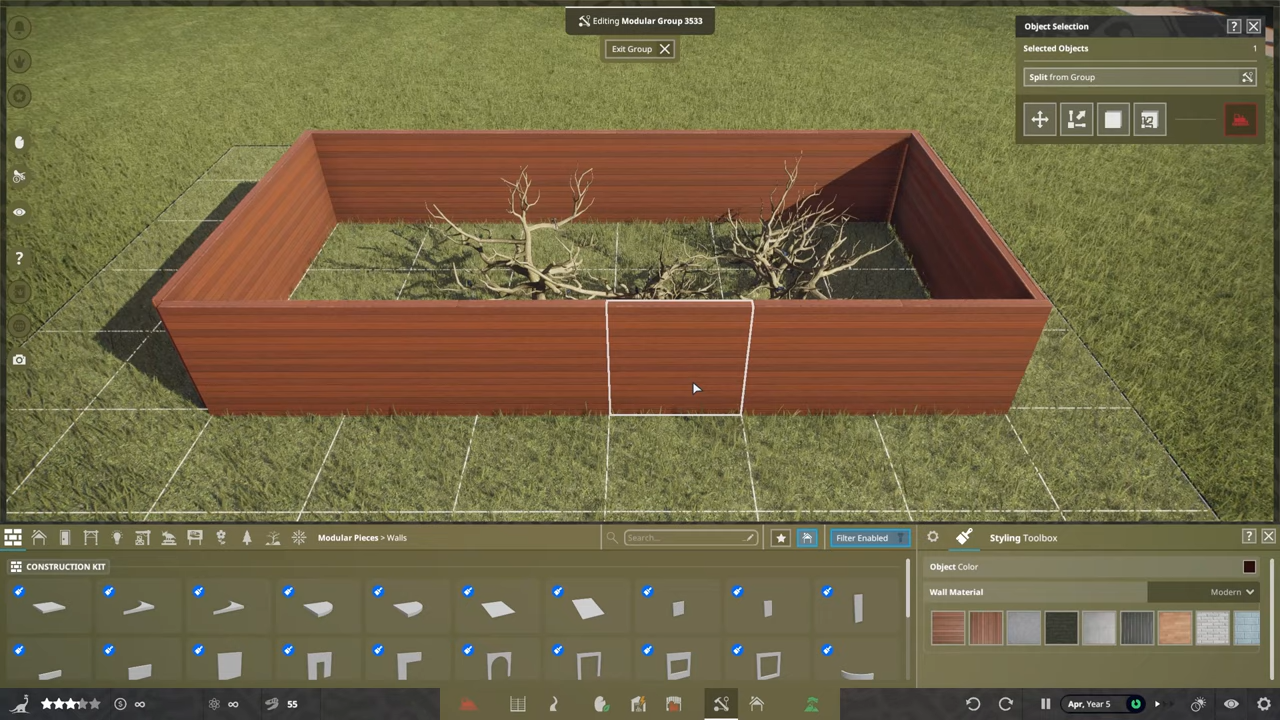 Editing Modular Group 3533
Exit Group
Object Selection
?
Selected Objects 1
Split from Group
12
?
Modular Pieces > Walls
Search...
Filter Enabled
Styling Toolbox
?
CONSTRUCTION KIT
Object Color
Wall Material
Modern
∞
∞
55
Apr, Year 5